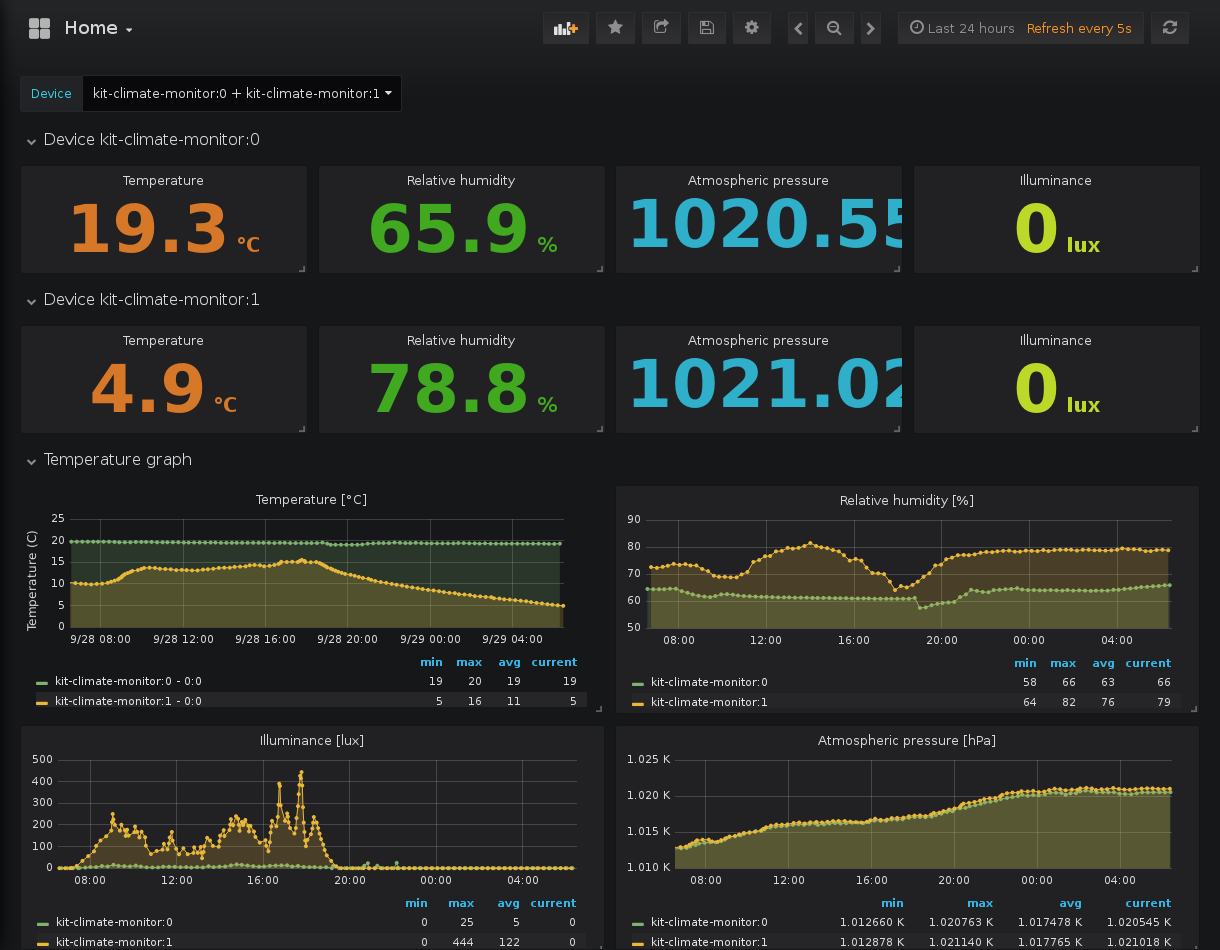 Home
Last 24 hours Refresh every 5s
Device kit-climate-monitor:0 + kit-climate-monitor:1
Device kit-climate-monitor:0
Temperature Relative humidity Atmospheric pressure Illuminance
19.3 °C 65.9 % 1020.55 0 lux
Device kit-climate-monitor:1
Temperature Relative humidity Atmospheric pressure Illuminance
4.9 °C 78.8 % 1021.02 0 lux
Temperature graph
Temperature [°C]
Temperature (C)
25
20
15
10
5
0
9/28 08:00 9/28 12:00 9/28 16:00 9/28 20:00 9/29 00:00 9/29 04:00
min max avg current
kit-climate-monitor:0 - 0:0 19 20 19 19
kit-climate-monitor:1 - 0:0 5 16 11 5
Relative humidity [%]
90
80
70
60
50
08:00 12:00 16:00 20:00 00:00 04:00
min max avg current
kit-climate-monitor:0 58 66 63 66
kit-climate-monitor:1 64 82 76 79
Illuminance [lux]
500
400
300
200
100
0
08:00 12:00 16:00 20:00 00:00 04:00
min max avg current
kit-climate-monitor:0 0 25 5 0
kit-climate-monitor:1 0 444 122 0
Atmospheric pressure [hPa]
1.025 K
1.020 K
1.015 K
1.010 K
08:00 12:00 16:00 20:00 00:00 04:00
min max avg current
kit-climate-monitor:0 1.012660 K 1.020763 K 1.017478 K 1.020545 K
kit-climate-monitor:1 1.012878 K 1.021140 K 1.017765 K 1.021018 K